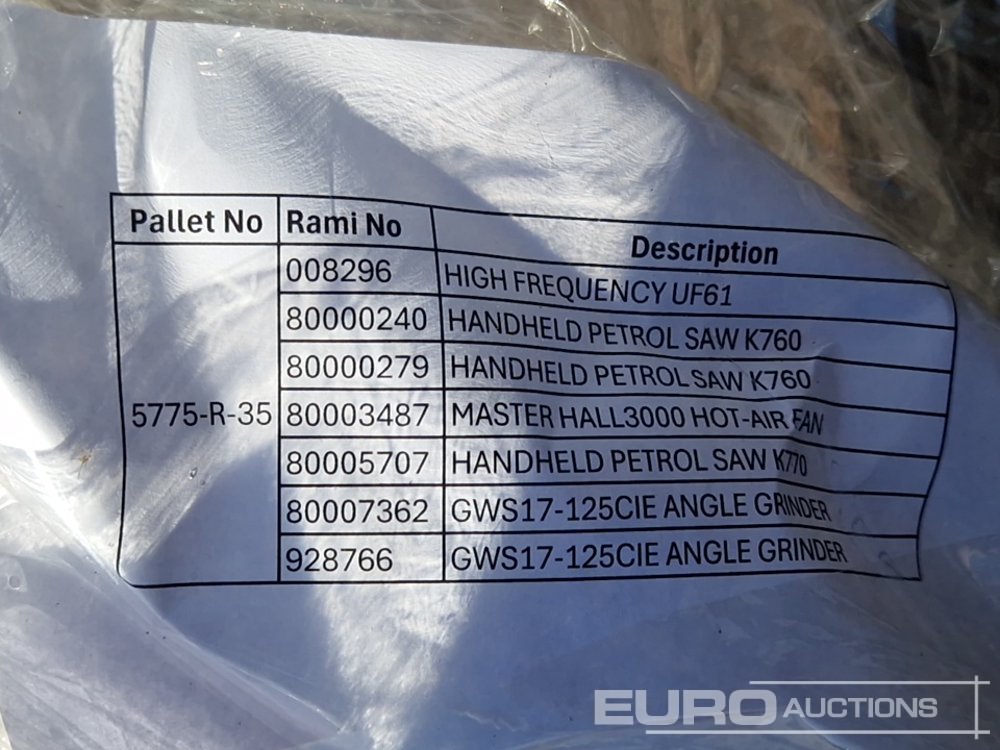 Pallet No Rami No Description
008296 HIGH FREQUENCY UF61
80000240 HANDHELD PETROL SAW K760
80000279 HANDHELD PETROL SAW K760
5775-R-35 80003487 MASTER HALL3000 HOT-AIR FAN
80005707 HANDHELD PETROL SAW K770
80007362 GWS17-125CIE ANGLE GRINDER
928766 GWS17-125CIE ANGLE GRINDER
EURO AUCTIONS